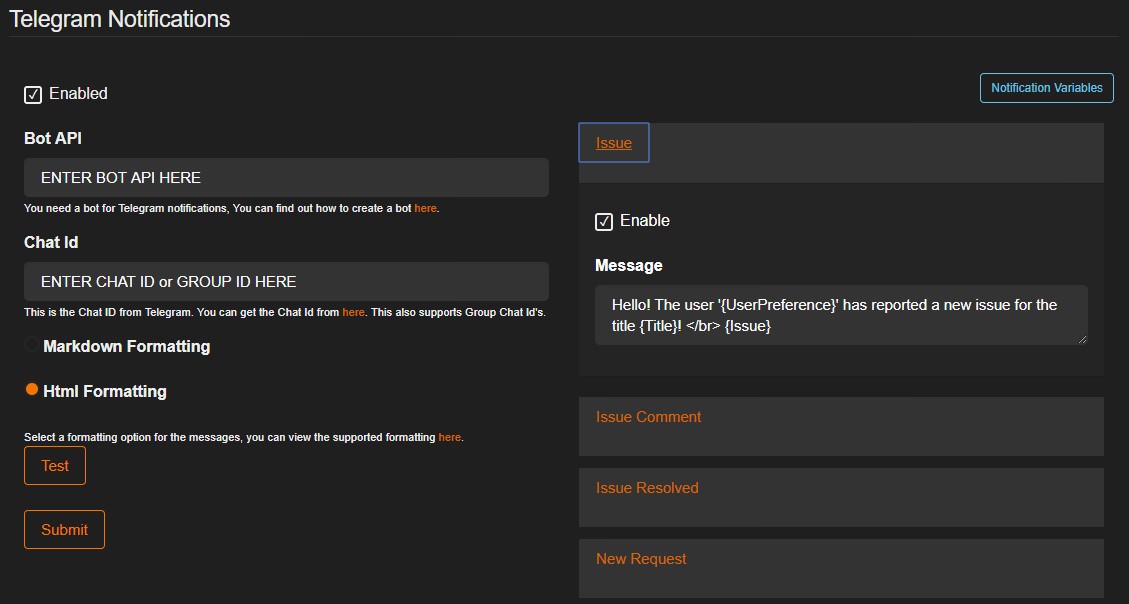 Telegram Notifications
Enabled
Notification Variables
Bot API
ENTER BOT API HERE
You need a bot for Telegram notifications, You can find out how to create a bot here.
Chat Id
ENTER CHAT ID or GROUP ID HERE
This is the Chat ID from Telegram. You can get the Chat Id from here. This also supports Group Chat Id's.
Markdown Formatting
Html Formatting
Select a formatting option for the messages, you can view the supported formatting here.
Test
Submit
Issue
Enable
Message
Hello! The user '{UserPreference}' has reported a new issue for the
title {Title}! </br> {Issue}
Issue Comment
Issue Resolved
New Request